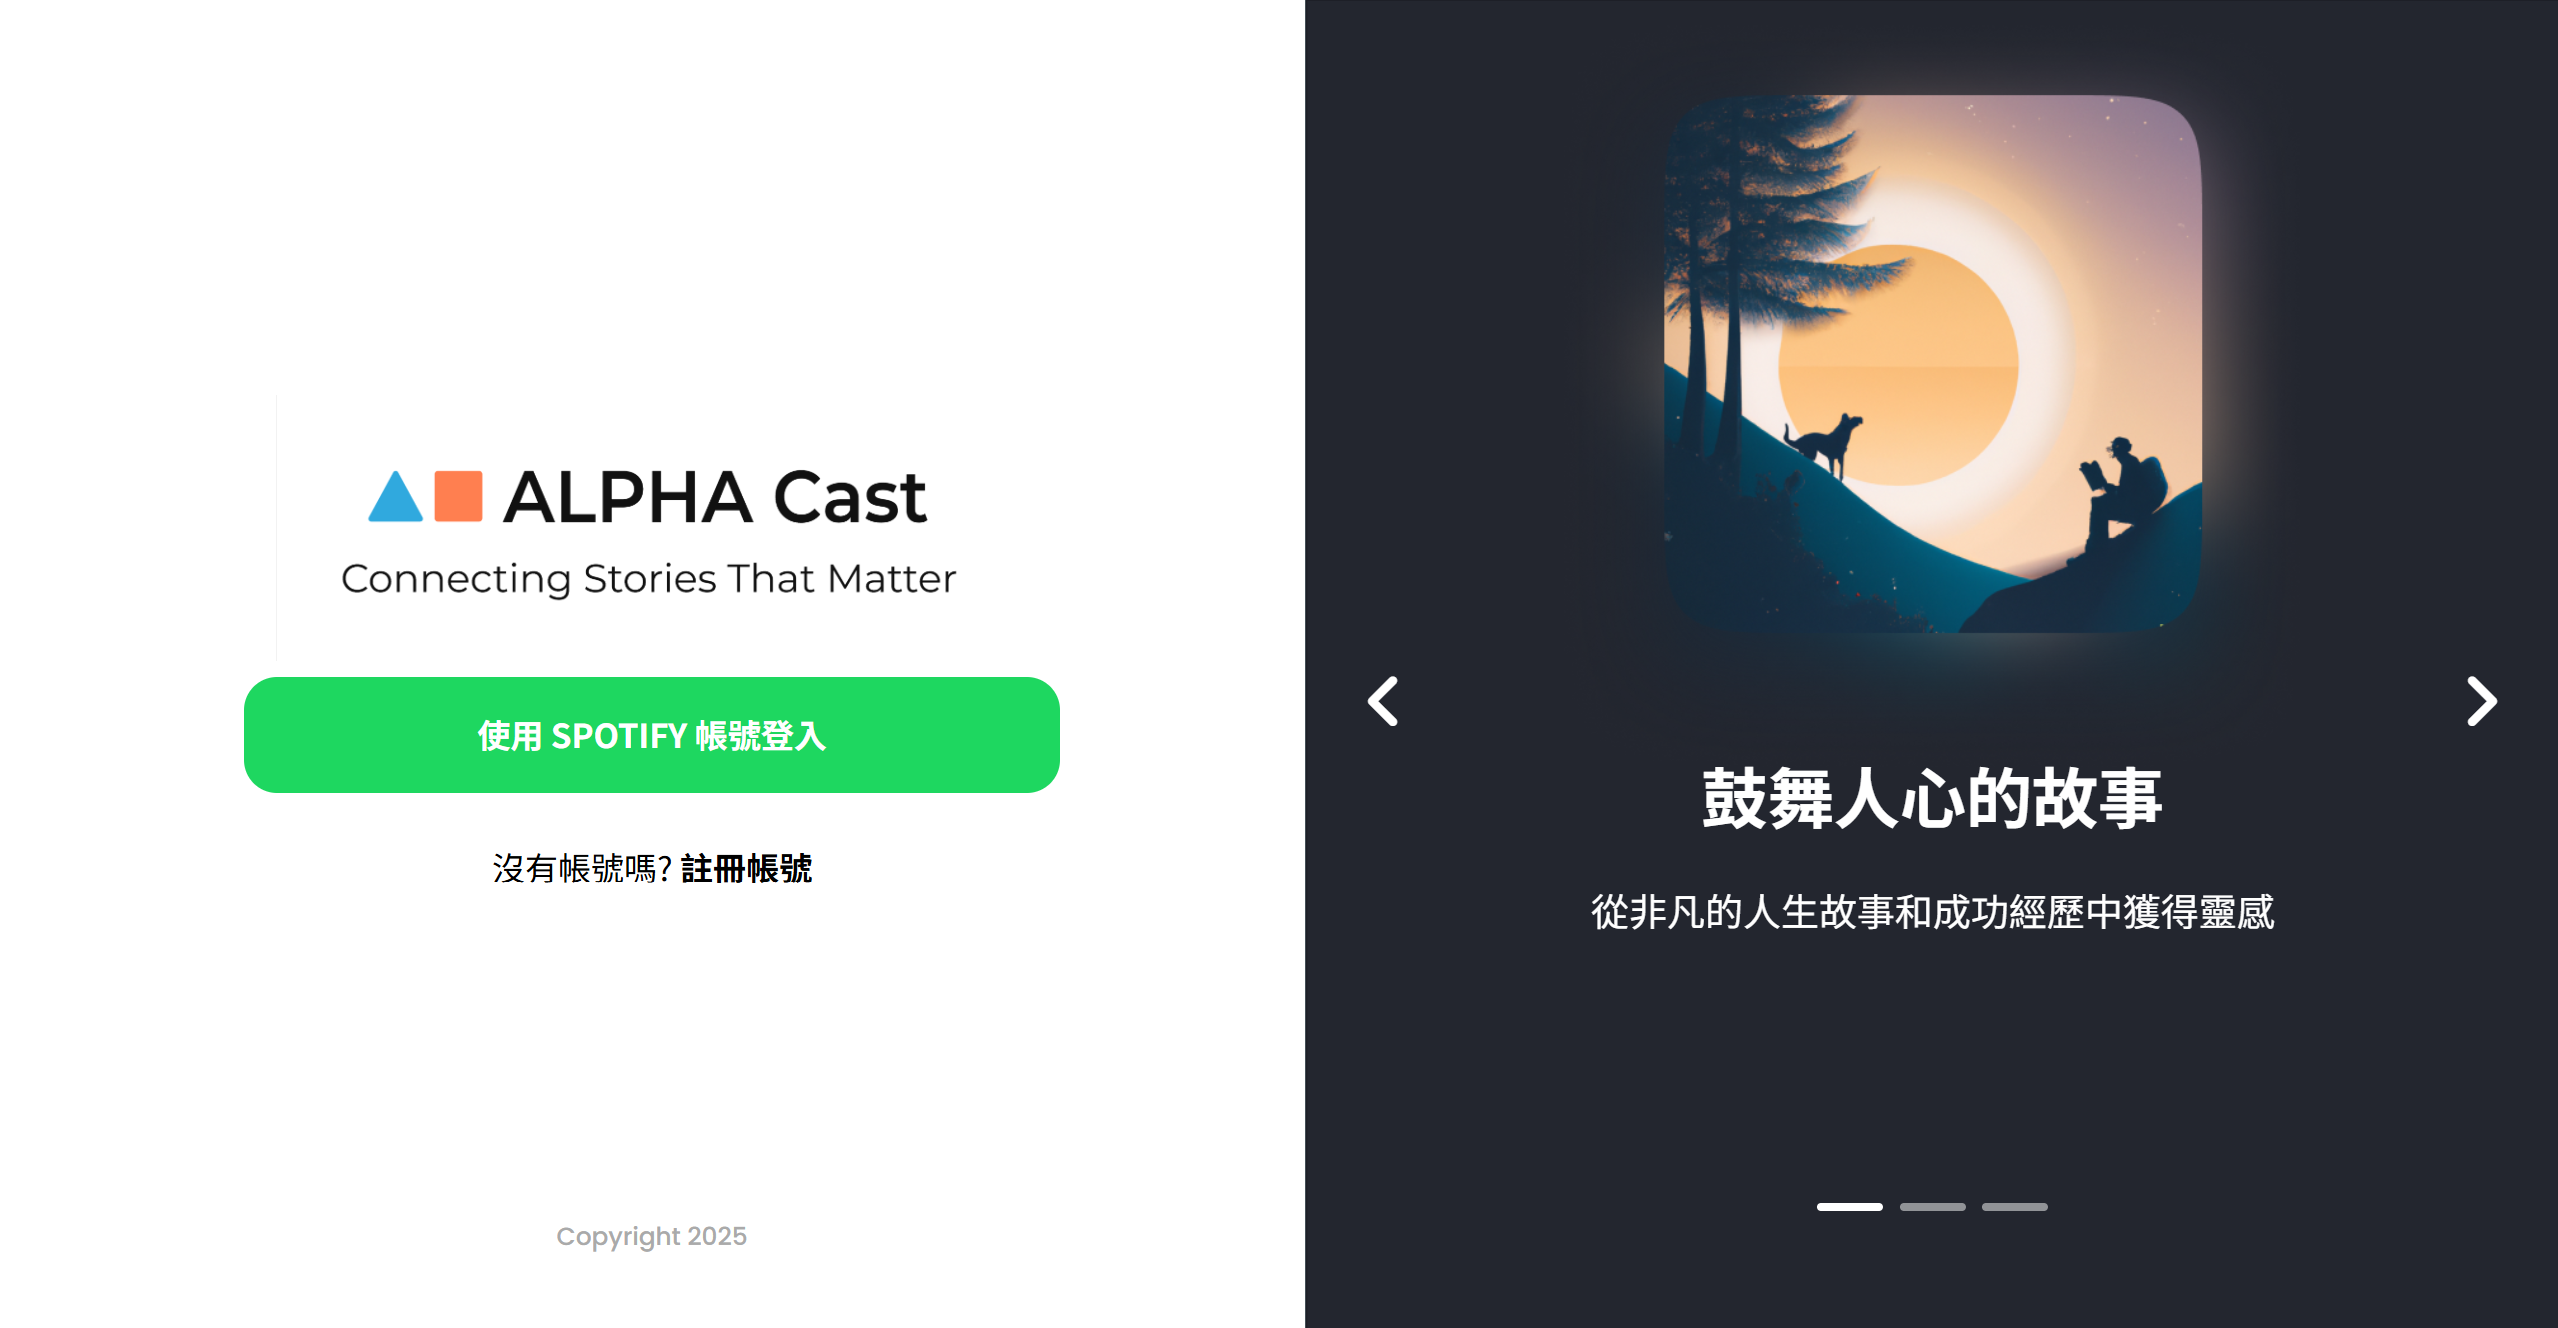 ALPHA Cast
Connecting Stories That Matter
使用 SPOTIFY 帳號登入
沒有帳號嗎? 註冊帳號
Copyright 2025
鼓舞人心的故事
從非凡的人生故事和成功經歷中獲得靈感